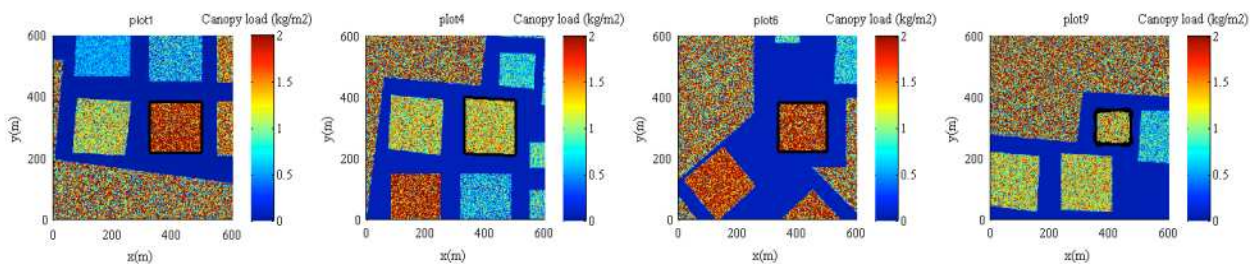 plot1 Canopy load (kg/m2) plot4 Canopy load (kg/m2) plot6 Canopy load (kg/m2) plot9 Canopy load (kg/m2)
600 2 600 2 600 2 600 2
1.5 1.5 1.5 1.5
400 400 400 400
y(m) 1 y(m) 1 y(m) 1 y(m) 1
200 200 200 200
0.5 0.5 0.5 0.5
0 0 0 0 0 0 0 0
0 200 400 600 0 200 400 600 0 200 400 600 0 200 400 600
x(m) x(m) x(m) x(m)